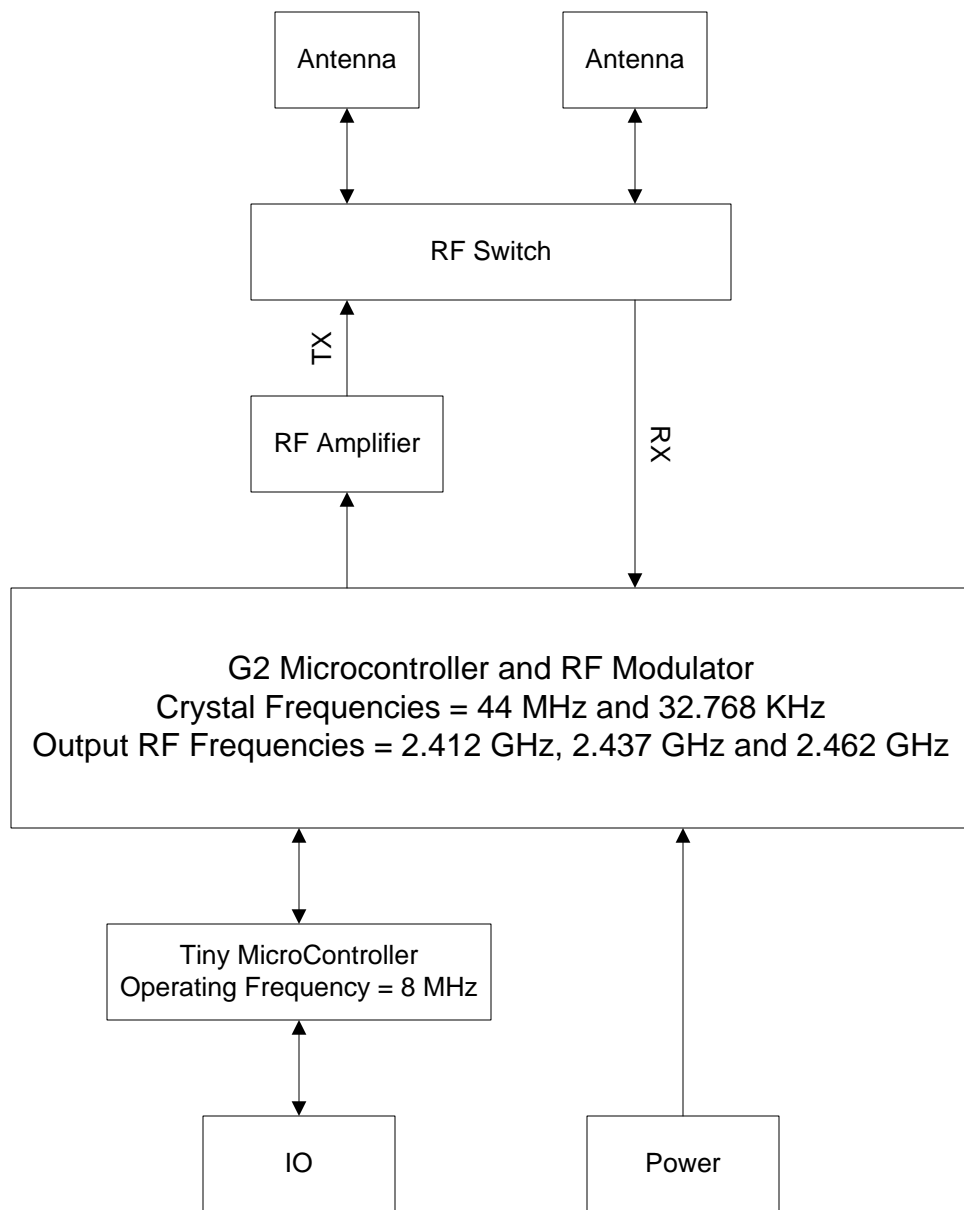 Antenna
Antenna
RF Switch
TX
RF Amplifier
RX
G2 Microcontroller and RF Modulator
Crystal Frequencies = 44 MHz and 32.768 KHz
Output RF Frequencies = 2.412 GHz, 2.437 GHz and 2.462 GHz
Tiny MicroController
Operating Frequency = 8 MHz
IO
Power